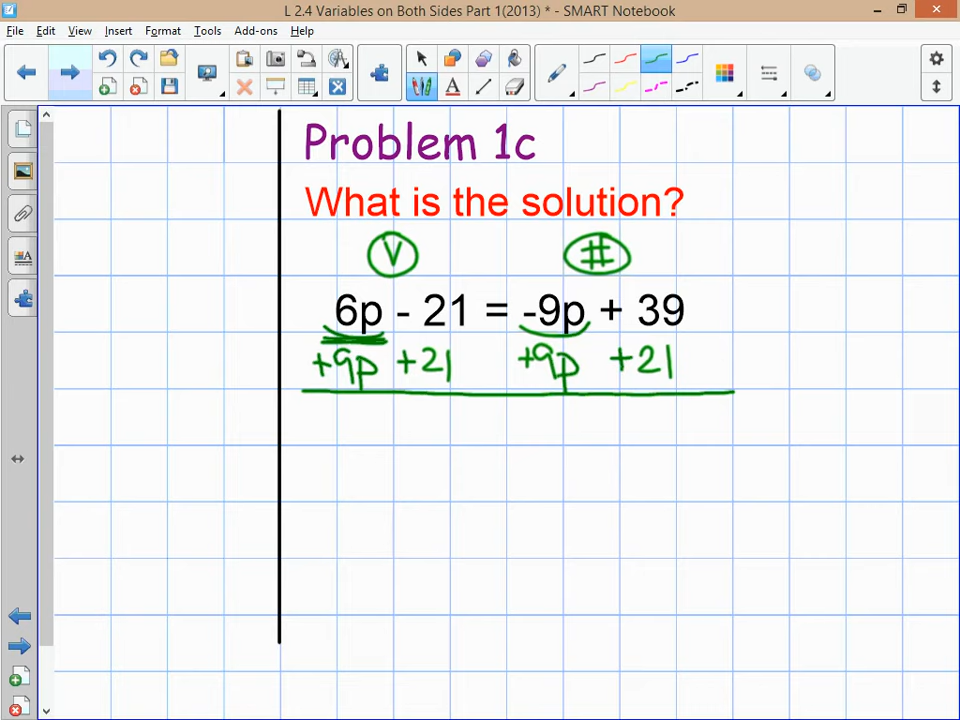 L 2.4 Variables on Both Sides Part 1(2013) * - SMART Notebook
File Edit View Insert Format Tools Add-ons Help
Problem 1c
What is the solution?
V #
6p - 21 = -9p + 39
+9p +21 +9p +21